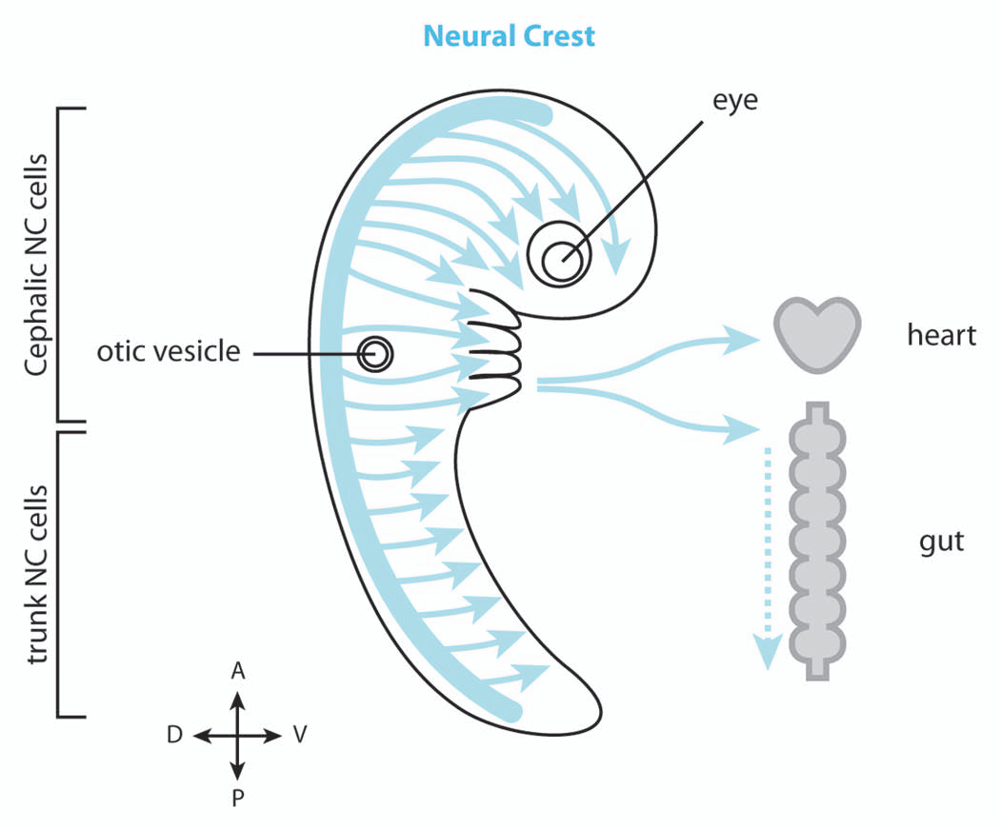 Neural Crest
eye
Cephalic NC cells
otic vesicle
heart
trunk NC cells
gut
A
D
V
P